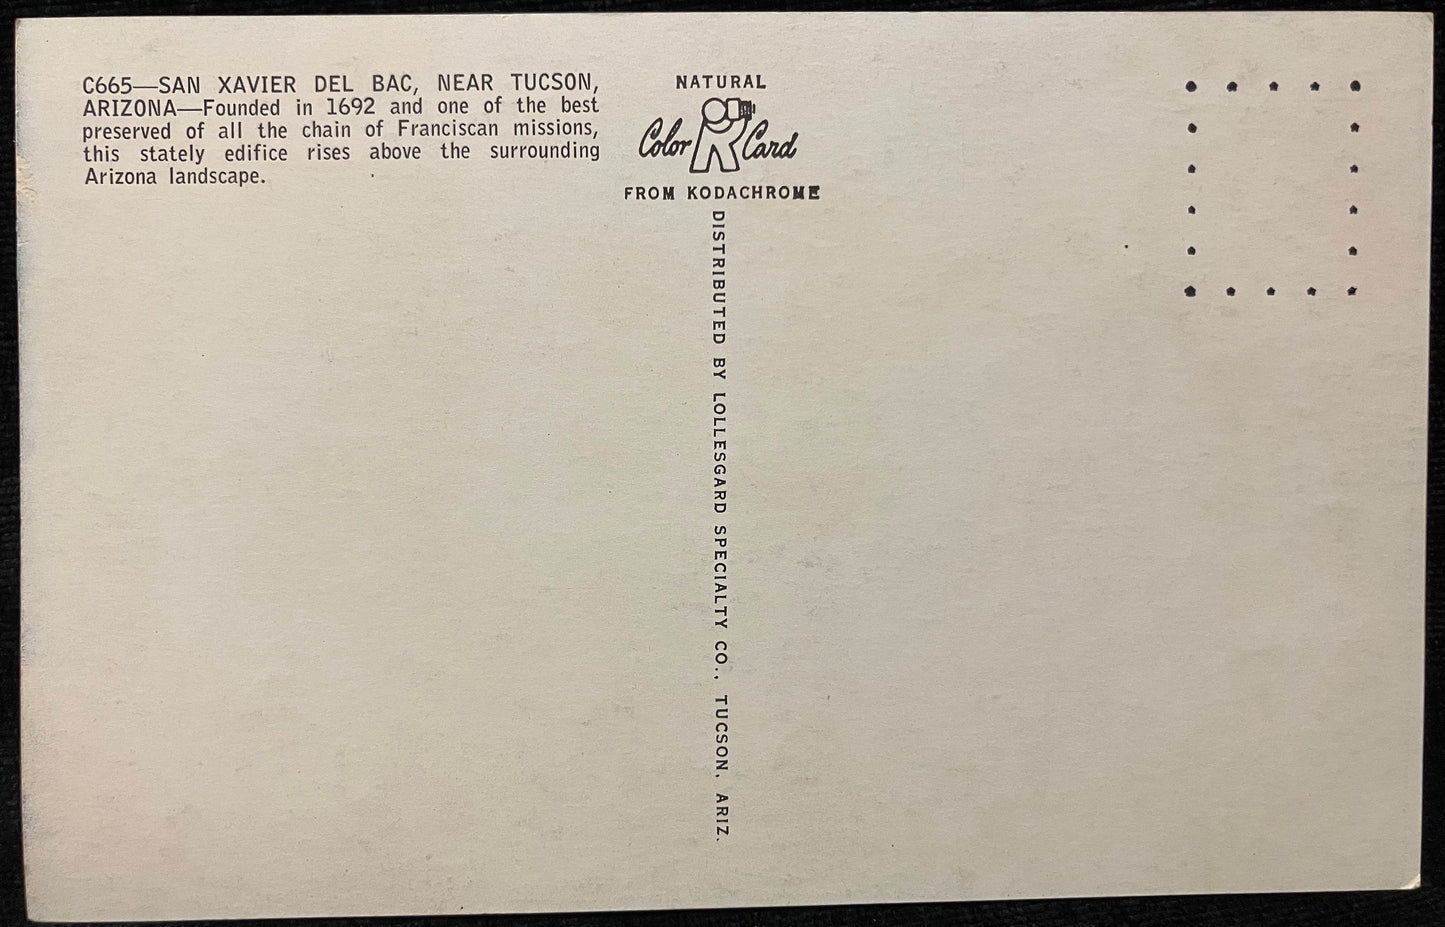 C665—SAN XAVIER DEL BAC, NEAR TUCSON,
ARIZONA—Founded in 1692 and one of the best
preserved of all the chain of Franciscan missions,
this stately edifice rises above the surrounding
Arizona landscape.
NATURAL
Color Card
FROM KODACHROME
DISTRIBUTED BY LOLLESGARD SPECIALTY CO., TUCSON, ARIZ.